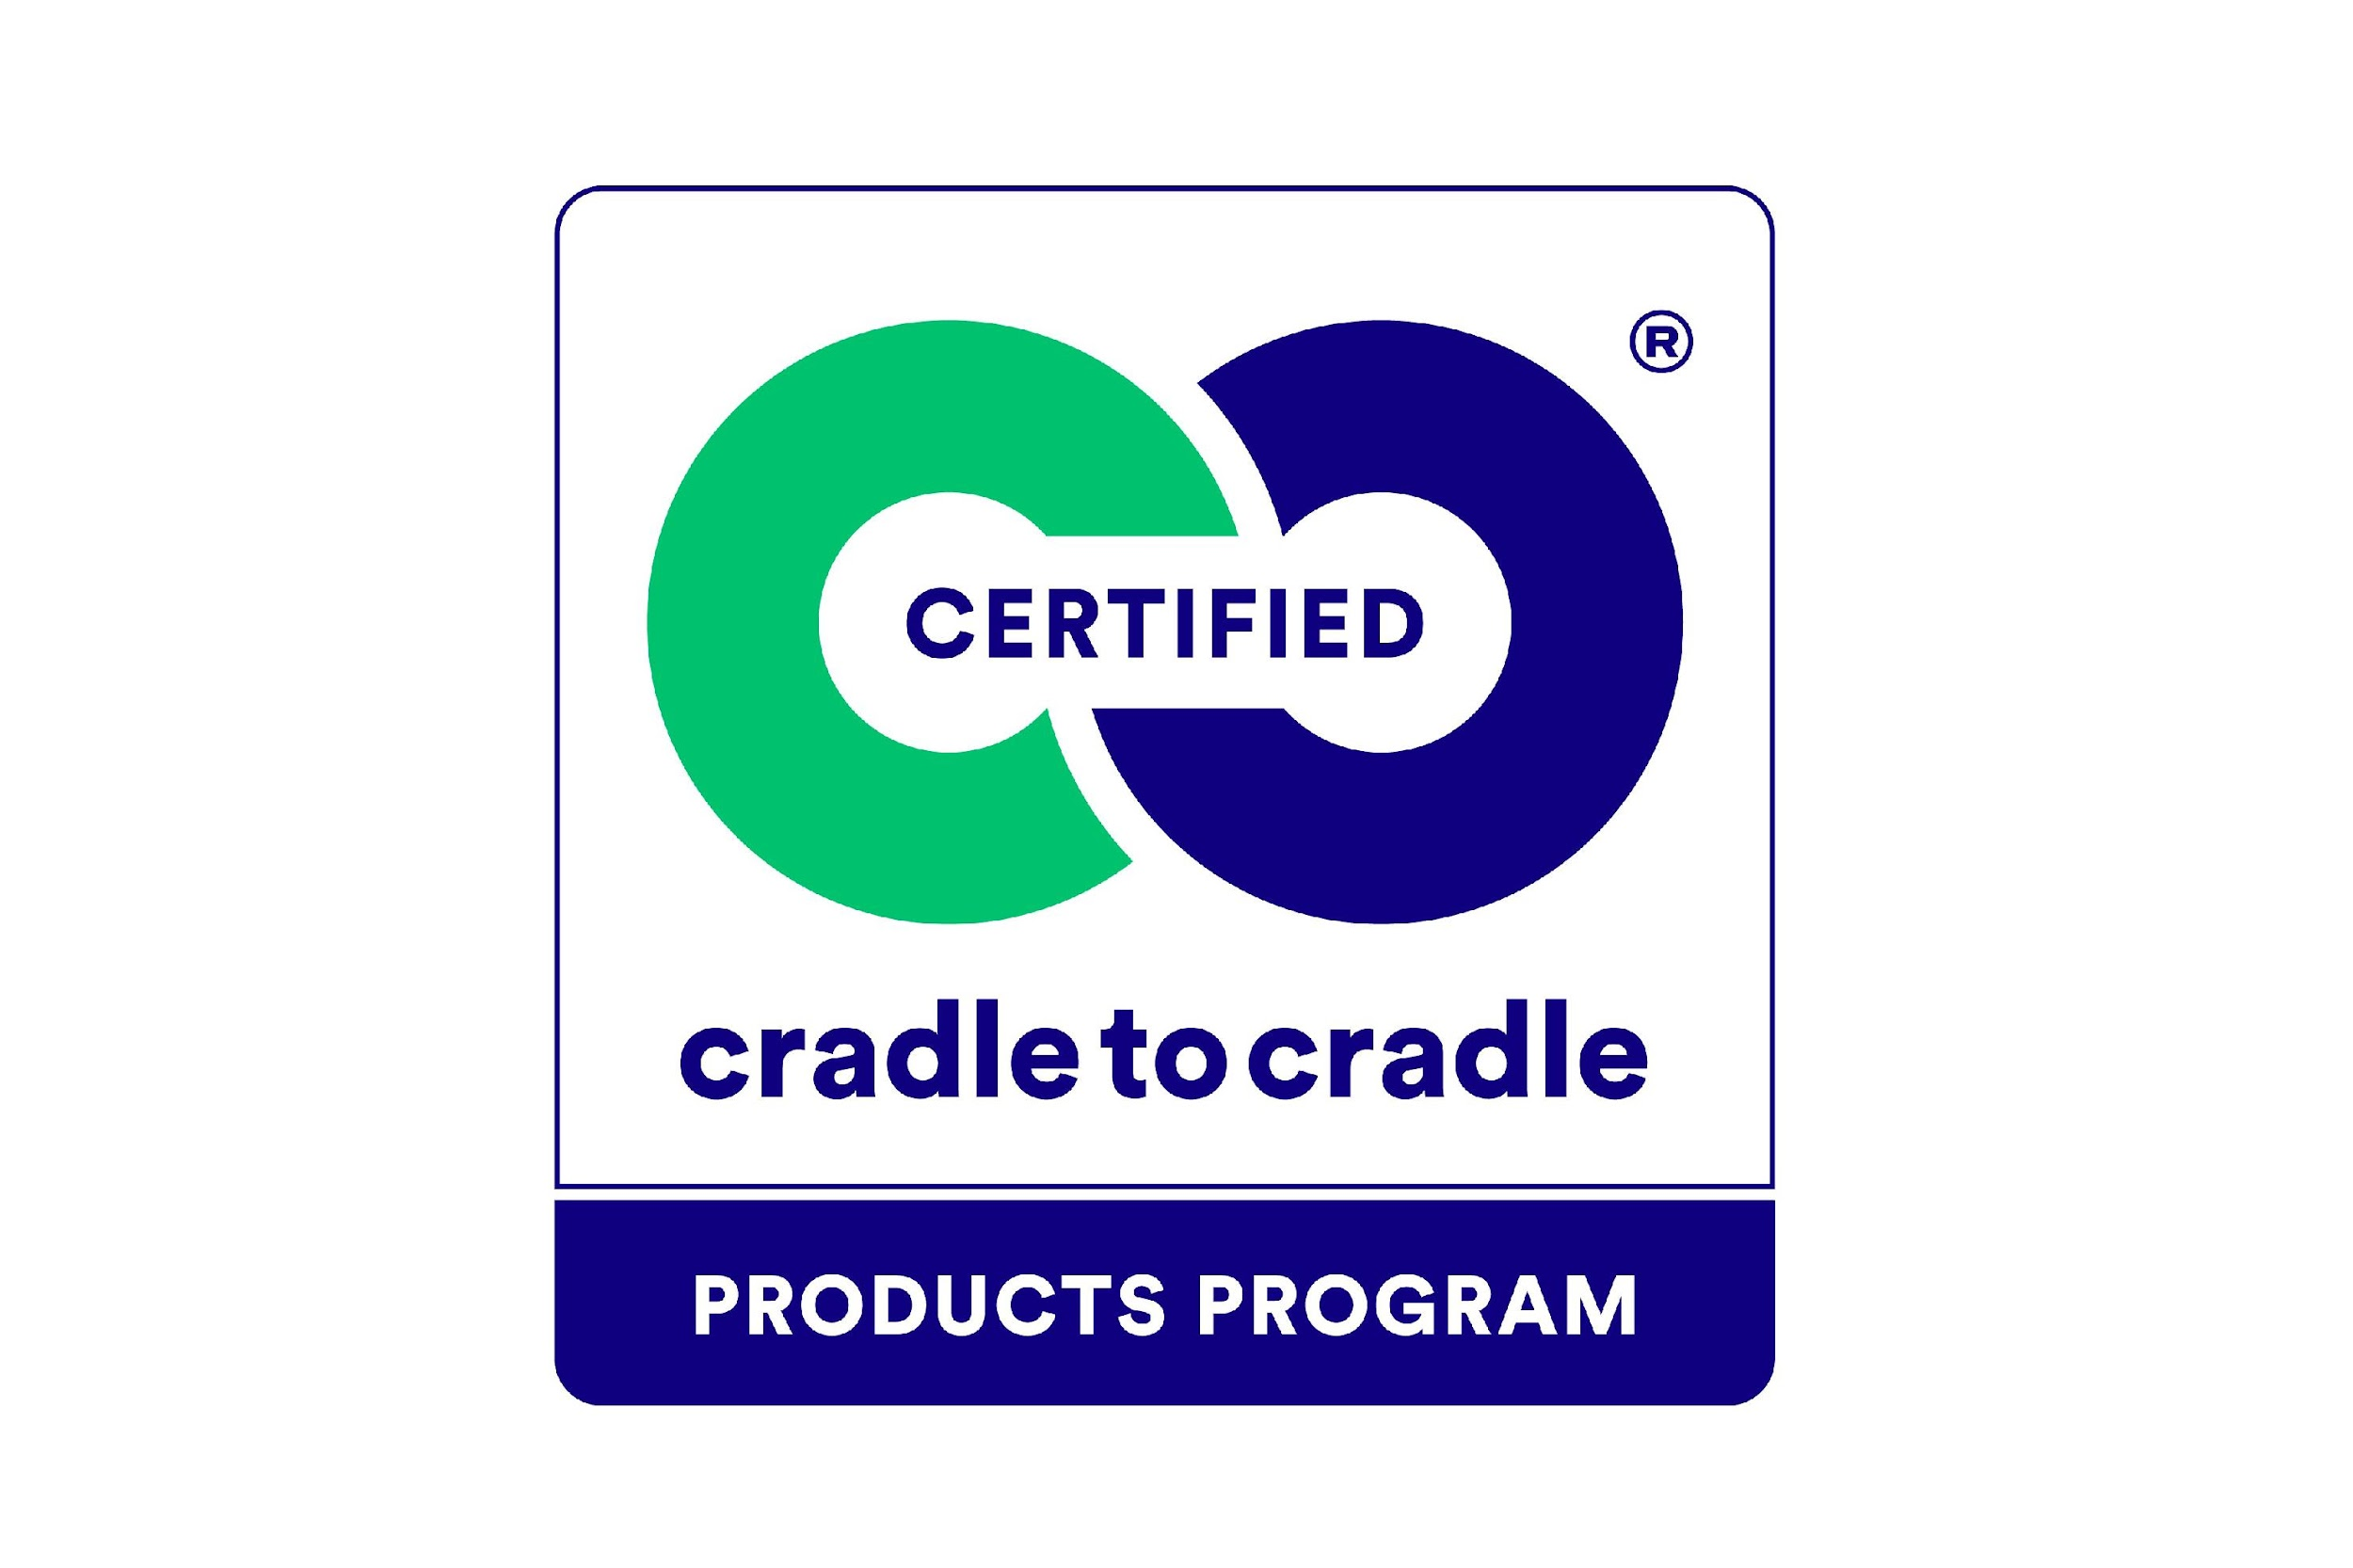 ®
CERTIFIED
cradle to cradle
PRODUCTS PROGRAM